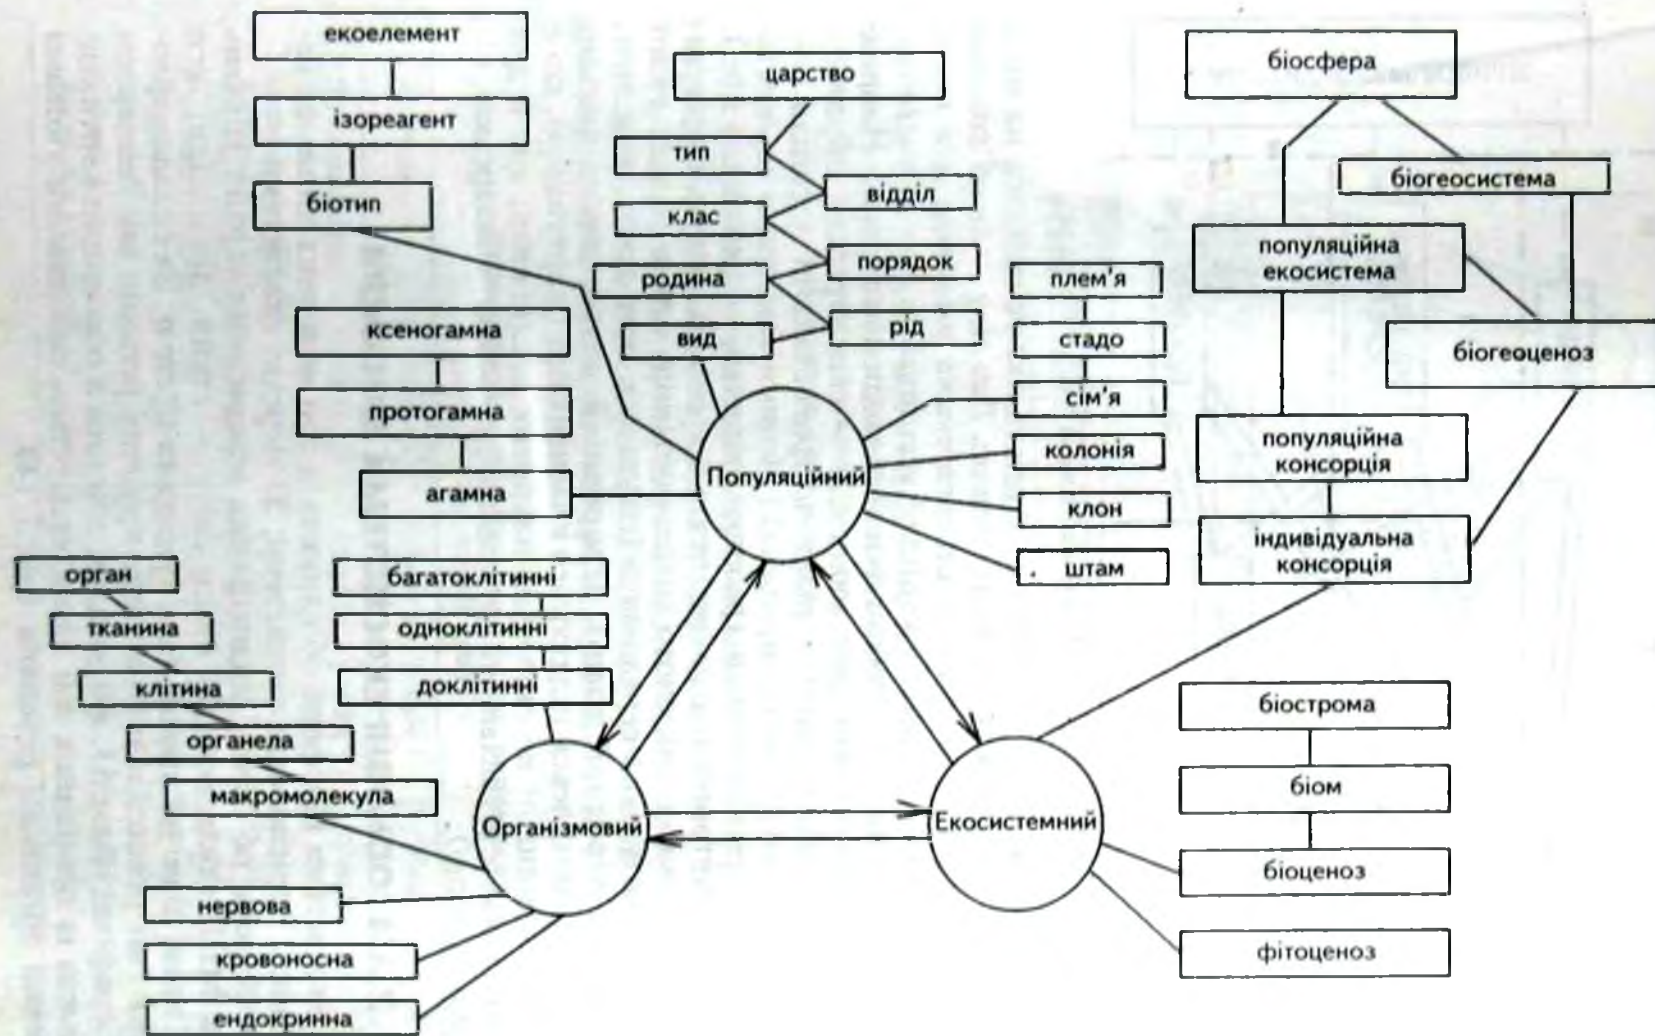 екоелемент
ізореагент
біотип
ксеногамна
протогамна
агамна
царство
тип
відділ
клас
порядок
родина
рід
вид
плем'я
стадо
сім'я
колонія
клон
штам
біосфера
біогеосистема
популяційна
екосистема
біогеоценоз
популяційна
консорція
індивідуальна
консорція
Популяційний
орган
тканина
клітина
органела
макромолекула
багатоклітинні
одноклітинні
доклітинні
Організмовий
нервова
кровоносна
ендокринна
Екосистемний
біострома
біом
біоценоз
фітоценоз